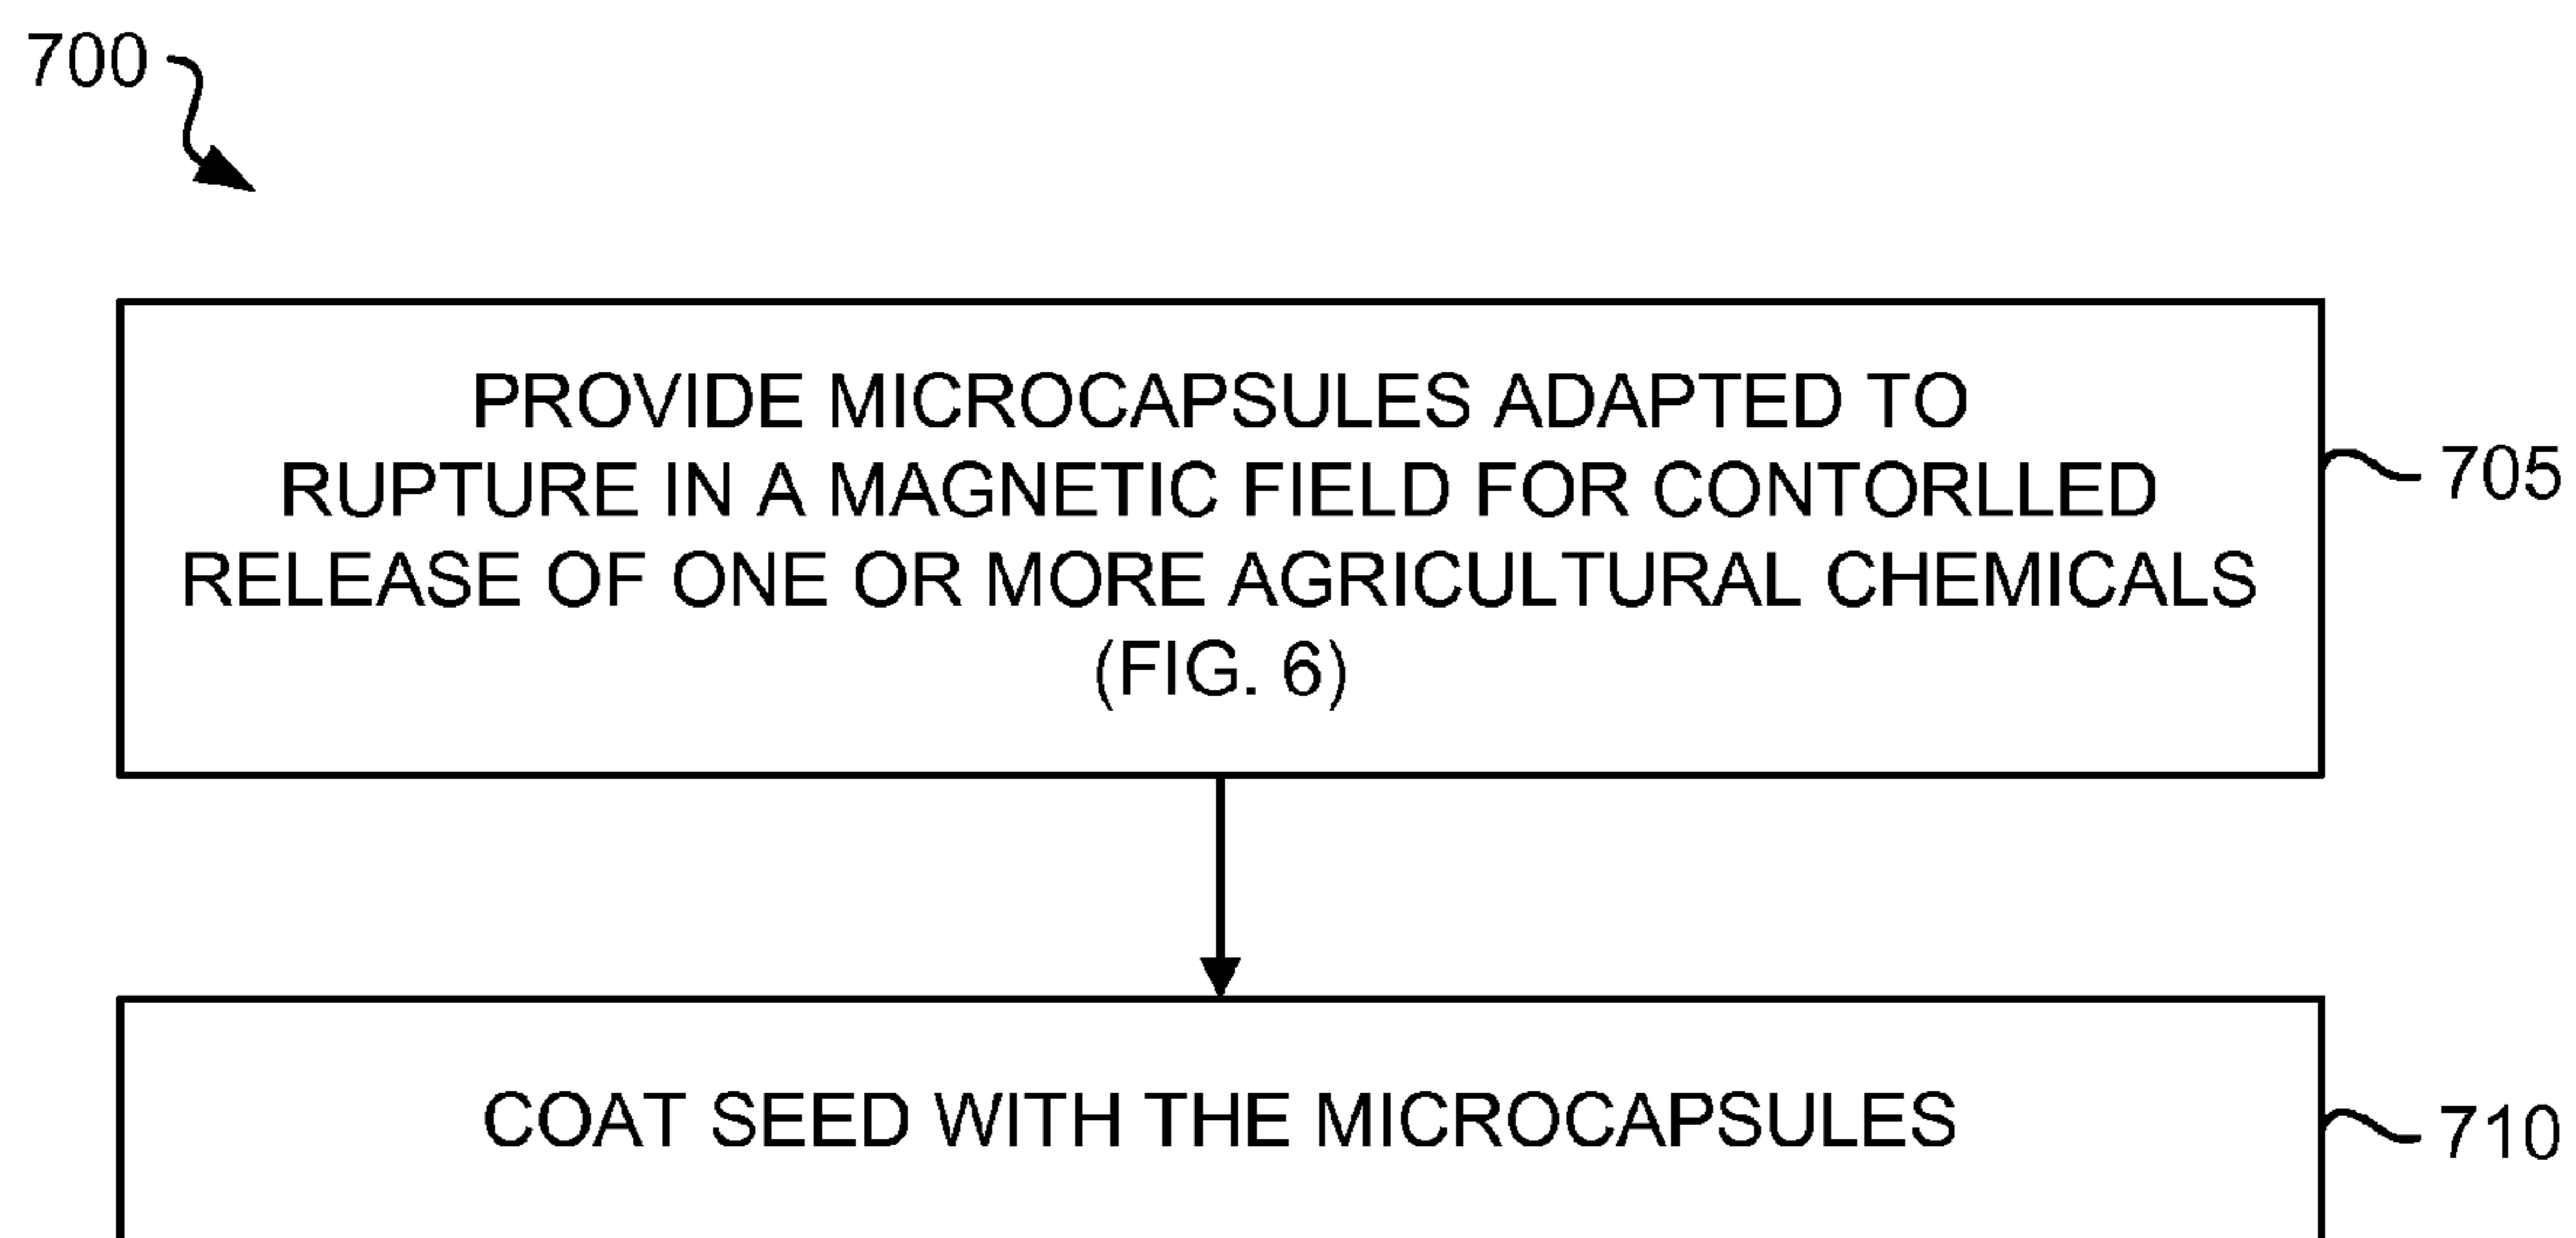 700
PROVIDE MICROCAPSULES ADAPTED TO
RUPTURE IN A MAGNETIC FIELD FOR CONTORLLED
RELEASE OF ONE OR MORE AGRICULTURAL CHEMICALS
(FIG. 6)
705
COAT SEED WITH THE MICROCAPSULES
710